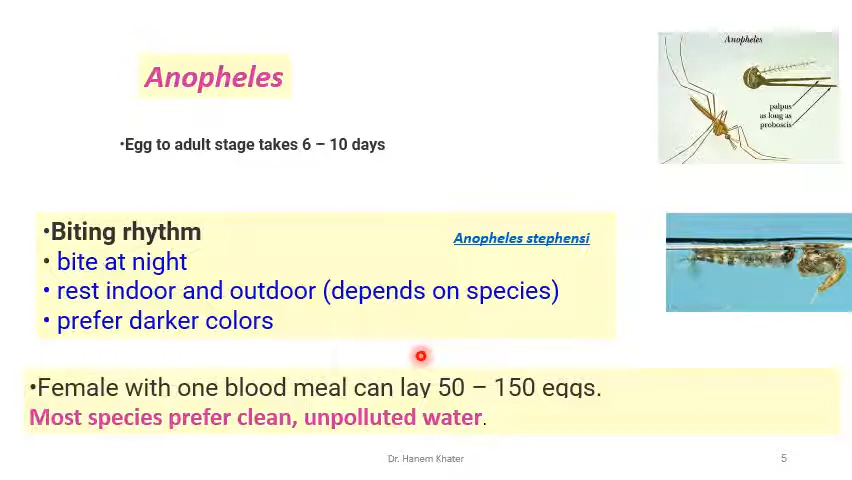 Anopheles
•Egg to adult stage takes 6 – 10 days
Anopheles
palpus
as long as
proboscis
•Biting rhythm
Anopheles stephensi
• bite at night
• rest indoor and outdoor (depends on species)
• prefer darker colors
•Female with one blood meal can lay 50 – 150 eggs.
Most species prefer clean, unpolluted water.
Dr. Hanem Khater
5